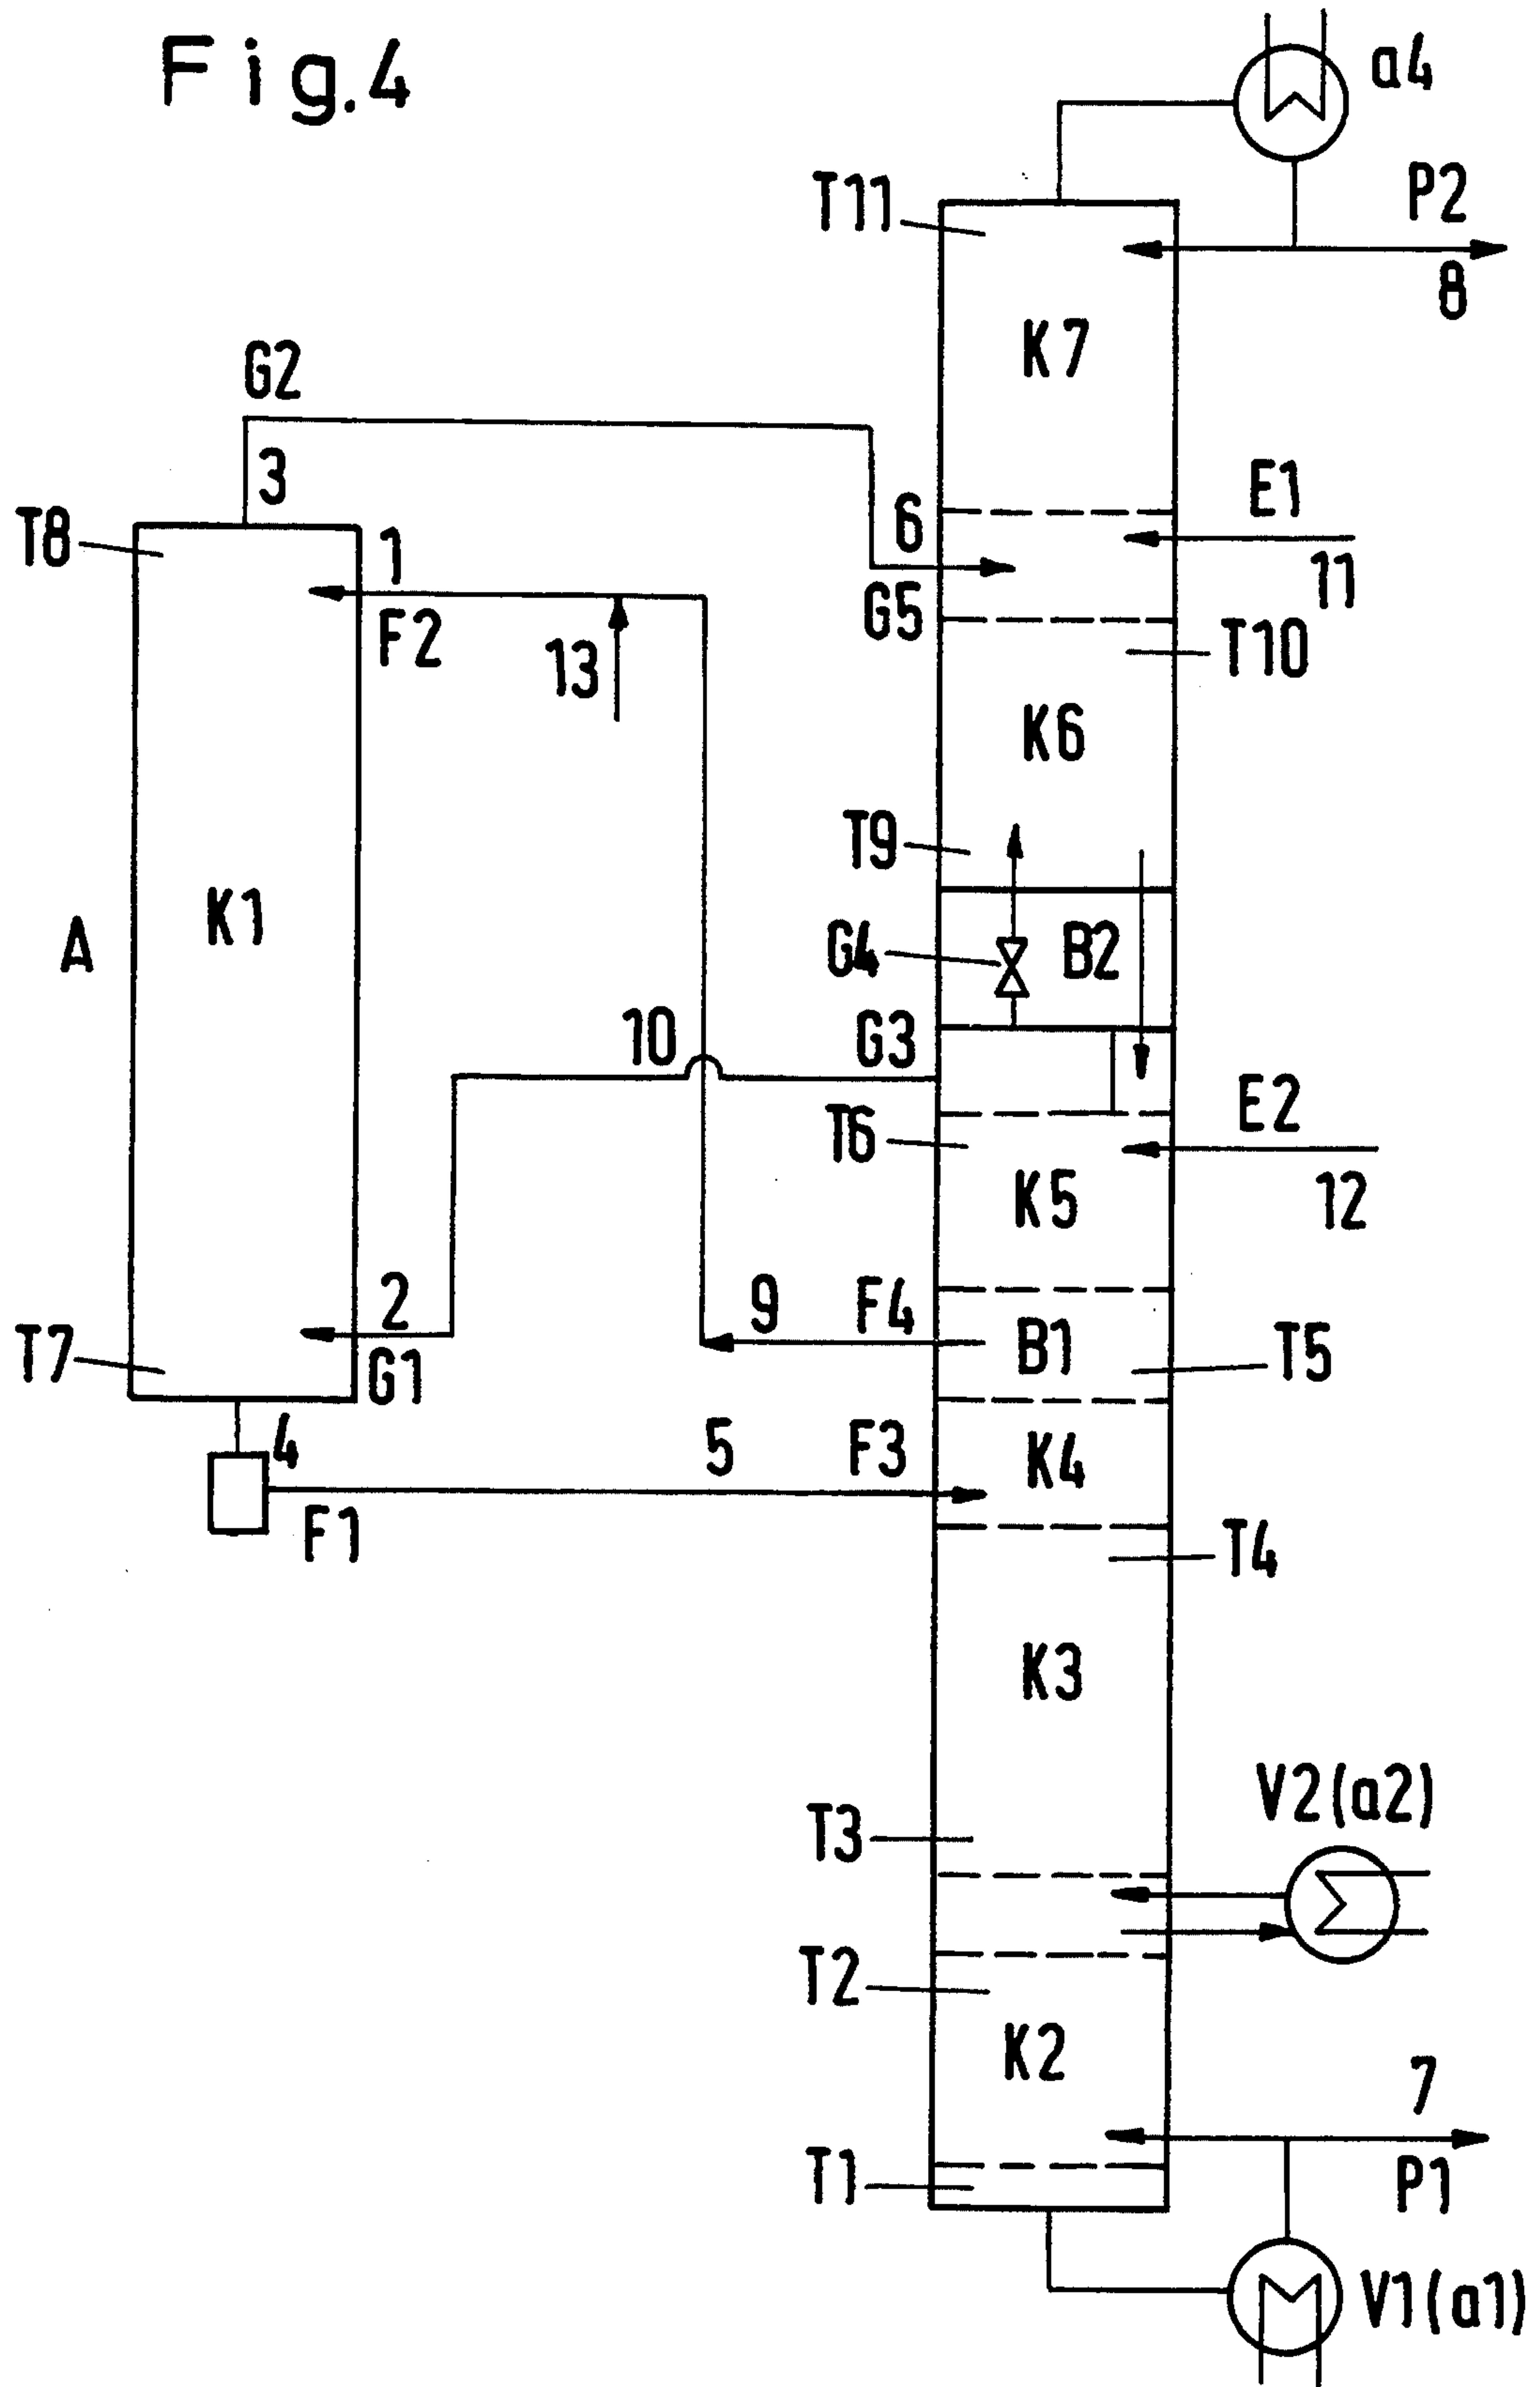 Fig.4
a4
T11
P2
8
K7
G2
3
E1
6
11
T8
1
G5
F2
T10
13
K6
T9
K1
A
G4
B2
10
G3
E2
T6
12
K5
2
9
F4
B1
T5
T7
G1
4
5
F3
K4
F1
T4
K3
V2(a2)
T3
T2
K2
7
T1
P1
V1(a1)